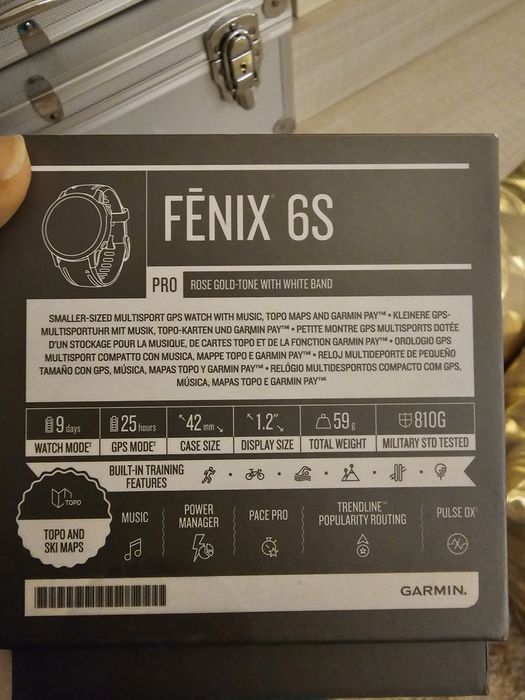 FĒNIX® 6S
PRO ROSE GOLD-TONE WITH WHITE BAND
SMALLER-SIZED MULTISPORT GPS WATCH WITH MUSIC, TOPO MAPS AND GARMIN PAY™ • KLEINERE GPS-
MULTISPORTUHR MIT MUSIK, TOPO-KARTEN UND GARMIN PAY™ • PETITE MONTRE GPS MULTISPORTS DOTÉE
D'UN STOCKAGE POUR LA MUSIQUE, DE CARTES TOPO ET DE LA FONCTION GARMIN PAY™ • OROLOGIO GPS
MULTISPORT COMPATTO CON MUSICA, MAPPE TOPO E GARMIN PAY™ • RELOJ MULTIDEPORTE DE PEQUEÑO
TAMAÑO CON GPS, MÚSICA, MAPAS TOPO Y GARMIN PAY™ • RELÓGIO MULTIDESPORTOS COMPACTO COM GPS,
MÚSICA, MAPAS TOPO E GARMIN PAY™
9 days 25 hours 42 mm 1.2" 59 g 810G
WATCH MODE² GPS MODE² CASE SIZE DISPLAY SIZE TOTAL WEIGHT MILITARY STD TESTED
BUILT-IN TRAINING
FEATURES
TOPO
TOPO AND
SKI MAPS
MUSIC
POWER
MANAGER
PACE PRO
TRENDLINE™
POPULARITY ROUTING
PULSE OX¹
GARMIN.